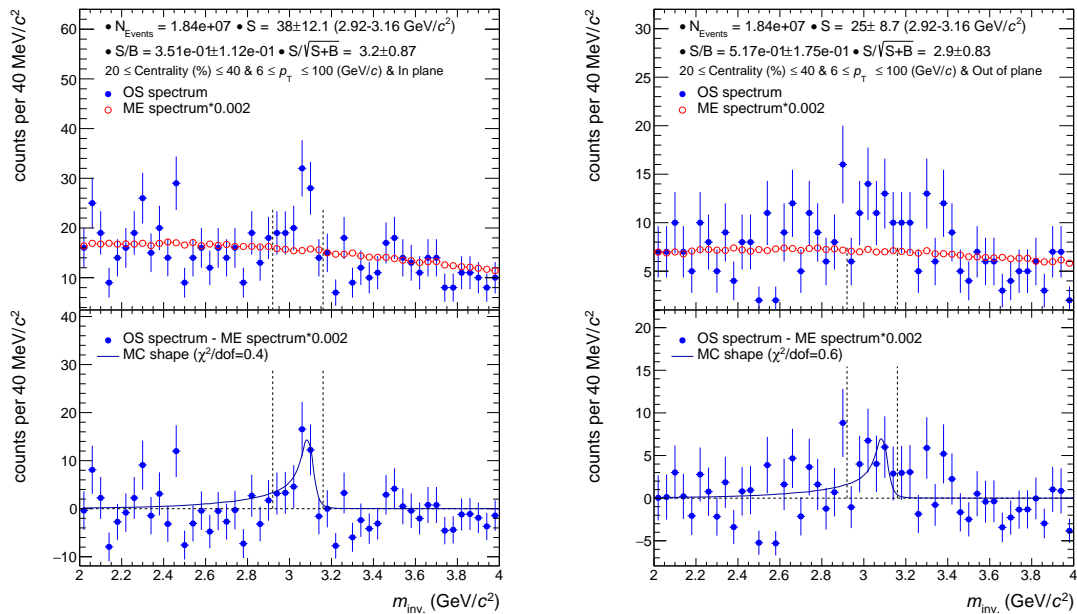 ● N_Events = 1.84e+07 ● S = 38±12.1 (2.92-3.16 GeV/c²)
● S/B = 3.51e-01±1.12e-01 ● S/√S+B = 3.2±0.87
20 ≤ Centrality (%) ≤ 40 & 6 ≤ p_T ≤ 100 (GeV/c) & In plane
OS spectrum
ME spectrum*0.002
counts per 40 MeV/c²
60
50
40
30
20
10
OS spectrum - ME spectrum*0.002
MC shape (χ²/dof=0.4)
counts per 40 MeV/c²
40
30
20
10
0
−10
2 2.2 2.4 2.6 2.8 3 3.2 3.4 3.6 3.8 4
m_inv. (GeV/c²)
● N_Events = 1.84e+07 ● S = 25± 8.7 (2.92-3.16 GeV/c²)
● S/B = 5.17e-01±1.75e-01 ● S/√S+B = 2.9±0.83
20 ≤ Centrality (%) ≤ 40 & 6 ≤ p_T ≤ 100 (GeV/c) & Out of plane
OS spectrum
ME spectrum*0.002
counts per 40 MeV/c²
30
25
20
15
10
5
OS spectrum - ME spectrum*0.002
MC shape (χ²/dof=0.6)
counts per 40 MeV/c²
20
15
10
5
0
−5
2 2.2 2.4 2.6 2.8 3 3.2 3.4 3.6 3.8 4
m_inv. (GeV/c²)